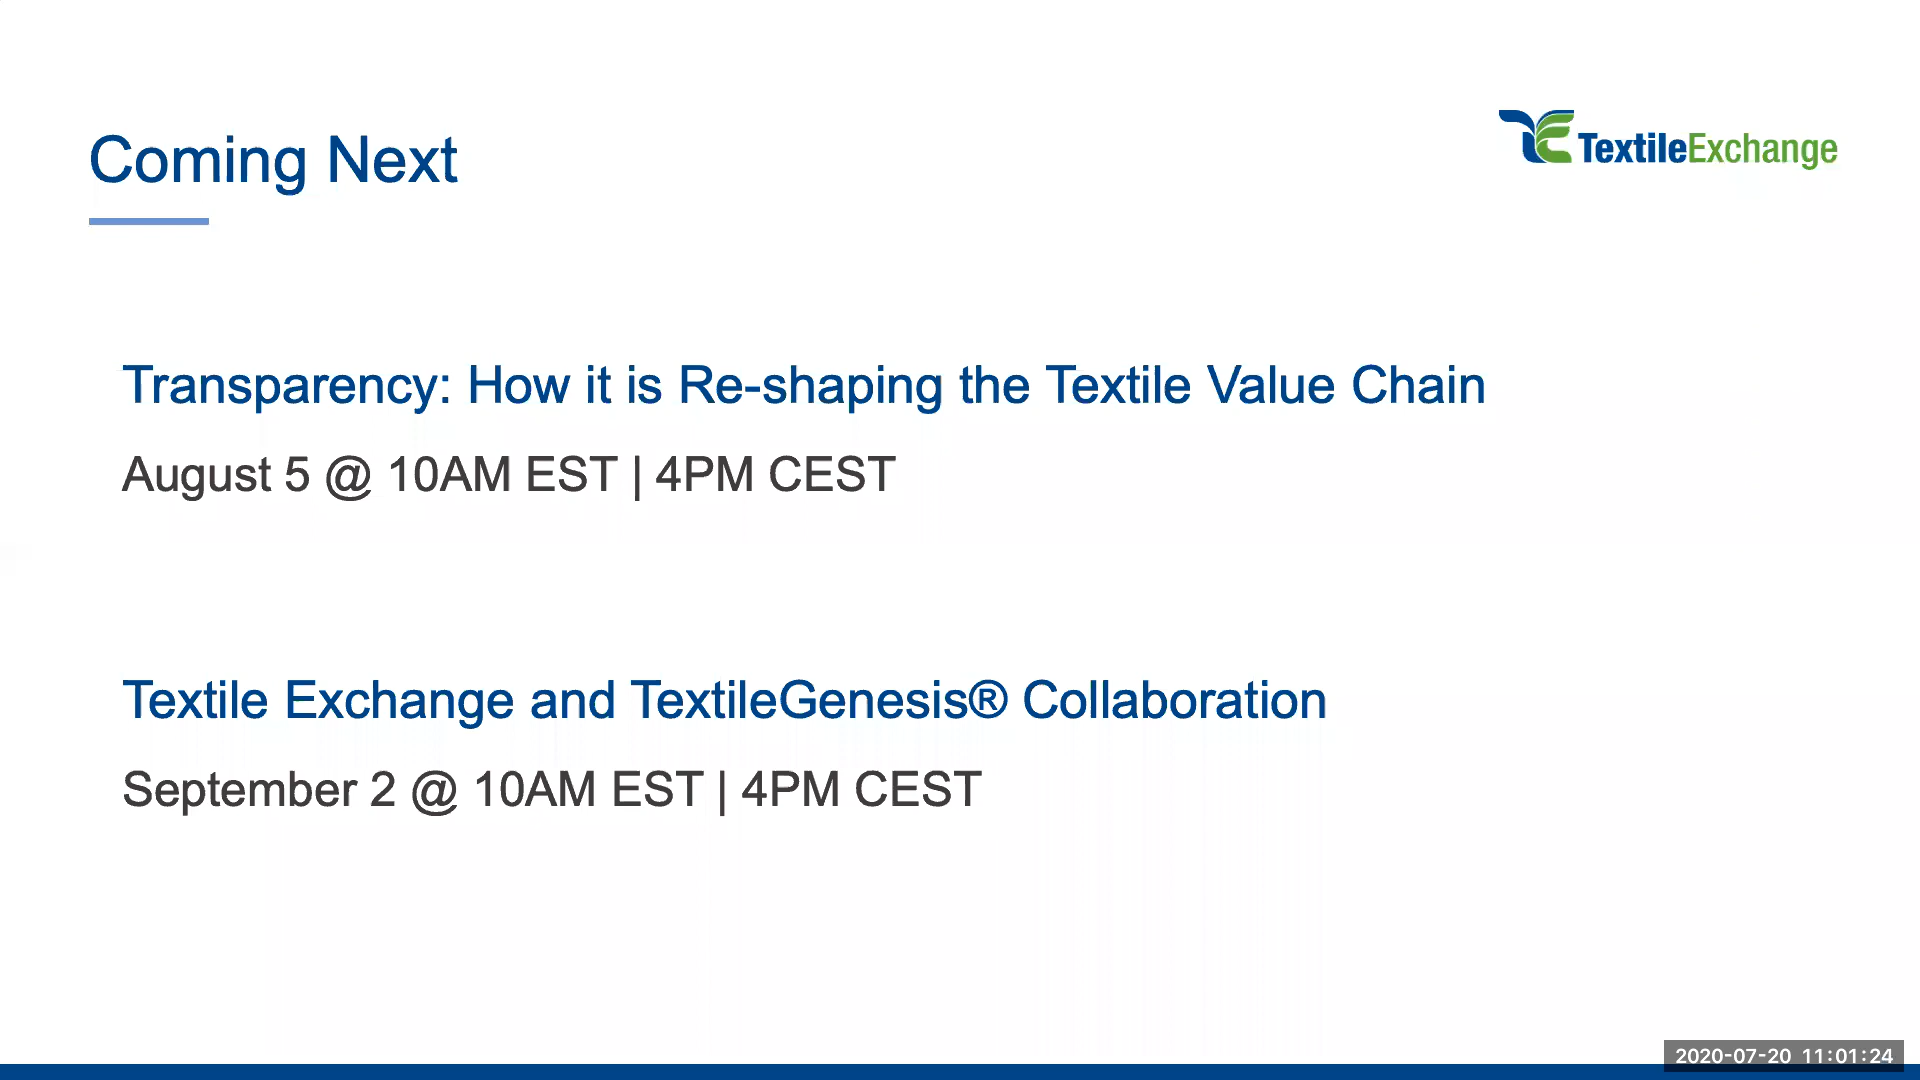 Coming Next
TextileExchange
Transparency: How it is Re-shaping the Textile Value Chain
August 5 @ 10AM EST | 4PM CEST
Textile Exchange and TextileGenesis® Collaboration
September 2 @ 10AM EST | 4PM CEST
2020-07-20 11:01:24